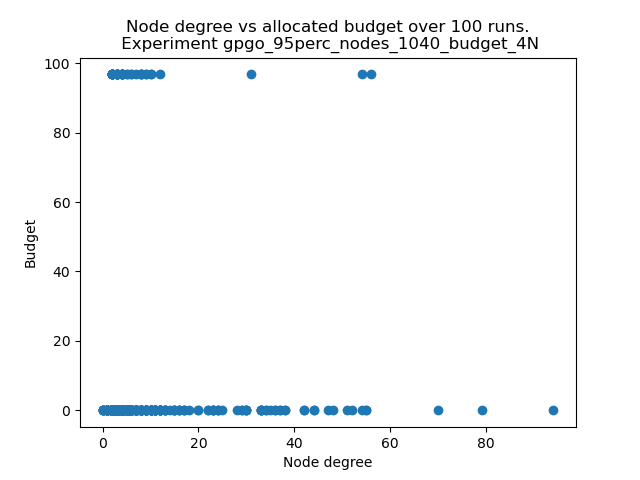 Node degree vs allocated budget over 100 runs.
Experiment gpgo_95perc_nodes_1040_budget_4N
100
80
60
40
20
0
Budget
0 20 40 60 80
Node degree